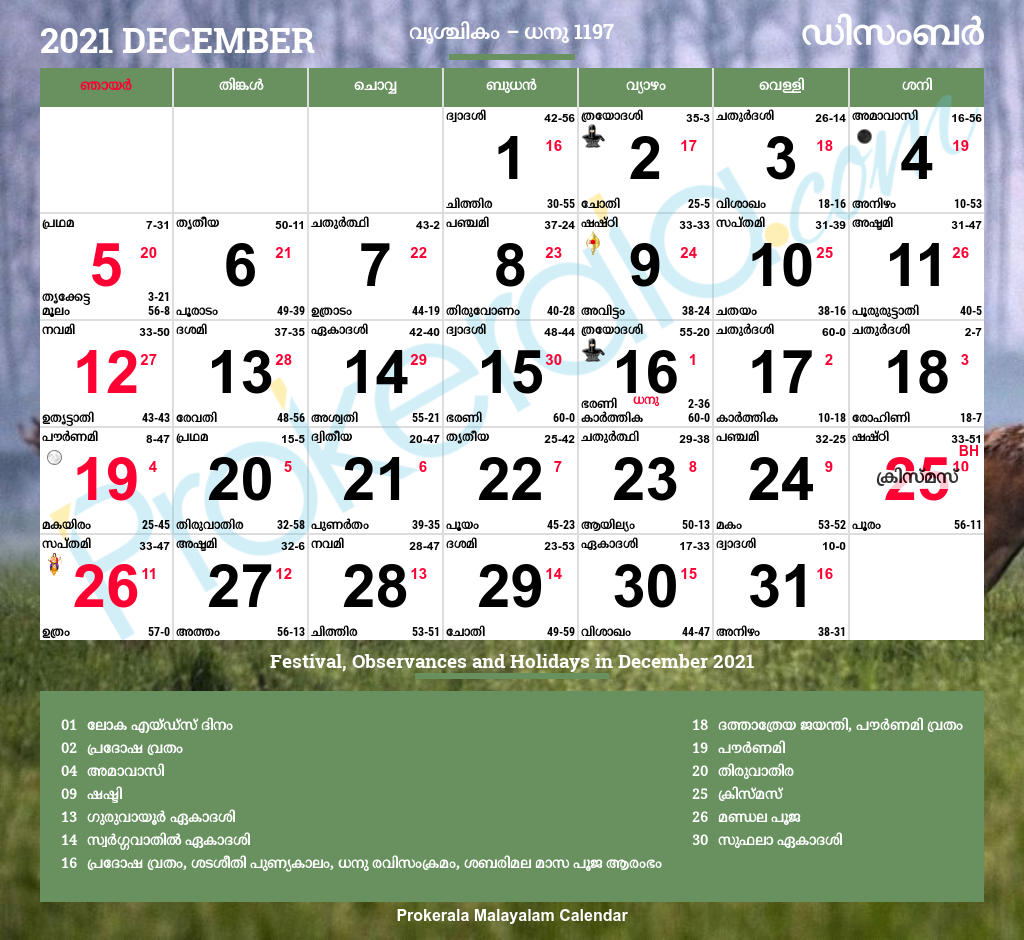 2021 DECEMBER
വൃശ്ചികം – ധനു 1197
ഡിസംബർ
ഞായർ തിങ്കൾ ചൊവ്വ ബുധൻ വ്യാഴം വെള്ളി ശനി
ദ്വാദശി 42-56 ത്രയോദശി 35-3 ചതുർദശി 26-14 അമാവാസി 16-56
1 16 2 17 3 18 4 19
ചിത്തിര 30-55 ചോതി 25-5 വിശാഖം 18-16 അനിഴം 10-53
പ്രഥമ 7-31 തൃതീയ 50-11 ചതുർത്ഥി 43-2 പഞ്ചമി 37-24 ഷഷ്ഠി 33-33 സപ്തമി 31-39 അഷ്ടമി 31-47
5 20 6 21 7 22 8 23 9 24 10 25 11 26
തൃക്കേട്ട 3-21
മൂലം 56-8 പൂരാടം 49-39 ഉത്രാടം 44-19 തിരുവോണം 40-28 അവിട്ടം 38-24 ചതയം 38-16 പൂരുരുട്ടാതി 40-5
നവമി 33-50 ദശമി 37-35 ഏകാദശി 42-40 ദ്വാദശി 48-44 ത്രയോദശി 55-20 ചതുർദശി 60-0 ചതുർദശി 2-7
12 27 13 28 14 29 15 30 16 1 17 2 18 3
ധനു
ഭരണി 2-36
ഉത്രട്ടാതി 43-43 രേവതി 48-56 അശ്വതി 55-21 ഭരണി 60-0 കാർത്തിക 60-0 കാർത്തിക 10-18 രോഹിണി 18-7
പൗർണമി 8-47 പ്രഥമ 15-5 ദ്വിതീയ 20-47 തൃതീയ 25-42 ചതുർത്ഥി 29-38 പഞ്ചമി 32-25 ഷഷ്ഠി 33-51
BH
19 4 20 5 21 6 22 7 23 8 24 9 25 10
ക്രിസ്മസ്
മകയിരം 25-45 തിരുവാതിര 32-58 പുണർതം 39-35 പൂയം 45-23 ആയില്യം 50-13 മകം 53-52 പൂരം 56-11
സപ്തമി 33-47 അഷ്ടമി 32-6 നവമി 28-47 ദശമി 23-53 ഏകാദശി 17-33 ദ്വാദശി 10-0
26 11 27 12 28 13 29 14 30 15 31 16
ഉത്രം 57-0 അത്തം 56-13 ചിത്തിര 53-51 ചോതി 49-59 വിശാഖം 44-47 അനിഴം 38-31
Prokerala.com
Festival, Observances and Holidays in December 2021
01 ലോക എയ്ഡ്സ് ദിനം
02 പ്രദോഷ വ്രതം
04 അമാവാസി
09 ഷഷ്ടി
13 ഗുരുവായൂർ ഏകാദശി
14 സ്വർഗ്ഗവാതിൽ ഏകാദശി
16 പ്രദോഷ വ്രതം, ശടശീതി പുണ്യകാലം, ധനു രവിസംക്രമം, ശബരിമല മാസ പൂജ ആരംഭം
18 ദത്താത്രേയ ജയന്തി, പൗർണമി വ്രതം
19 പൗർണമി
20 തിരുവാതിര
25 ക്രിസ്മസ്
26 മണ്ഡല പൂജ
30 സുഫലാ ഏകാദശി
Prokerala Malayalam Calendar